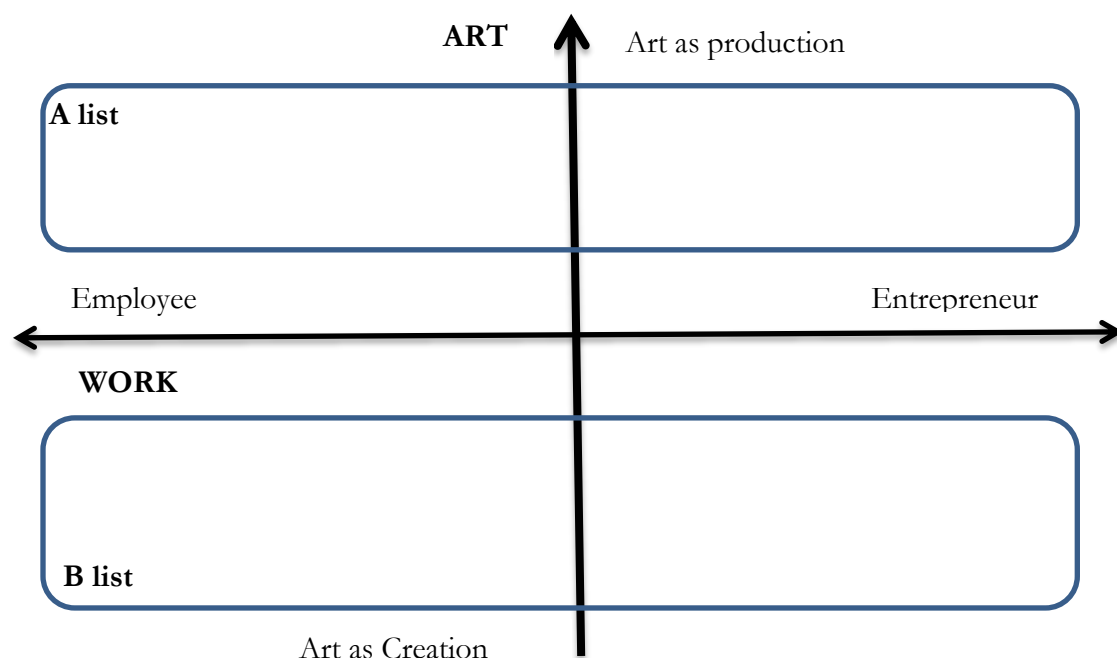 ART
Art as production
A list
Employee
Entrepreneur
WORK
B list
Art as Creation